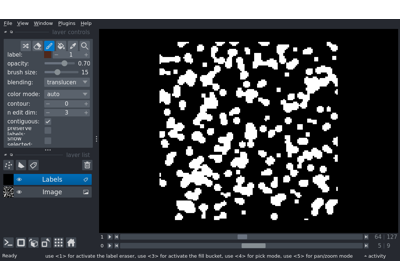 File View Window Plugins Help
layer controls
label: 1
opacity: 0.70
brush size: 15
blending: translucen
color mode: auto
contour: 0
n edit dim: 3
contiguous: ✓
preserve
labels:
show
selected:
layer list
Labels
Image
1 64 127
0 5 9
Ready use <1> for activate the label eraser, use <3> for activate the fill bucket, use <4> for pick mode, use <5> for pan/zoom mode activity